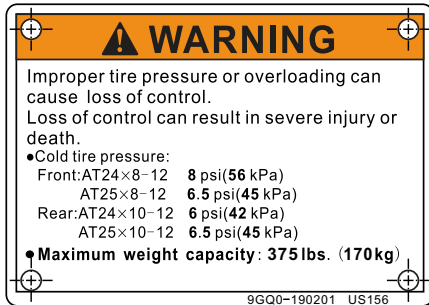 WARNING
Improper tire pressure or overloading can
cause loss of control.
Loss of control can result in severe injury or
death.
●Cold tire pressure:
Front:AT24×8-12 8 psi(56 kPa)
AT25×8-12 6.5 psi(45 kPa)
Rear:AT24×10-12 6 psi(42 kPa)
AT25×10-12 6.5 psi(45 kPa)
●Maximum weight capacity: 375 lbs. (170kg)
9GQ0-190201 US156